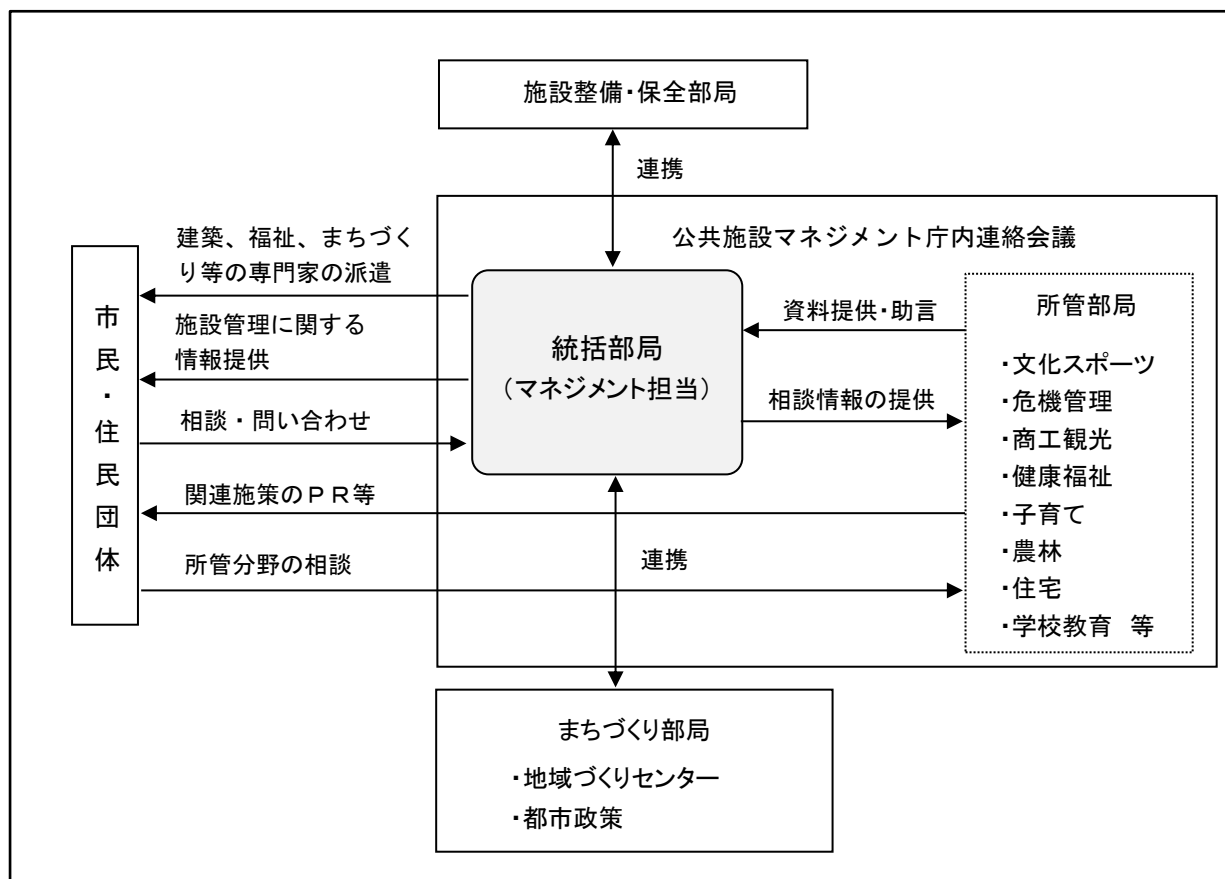 施設整備・保全部局
連携
公共施設マネジメント庁内連絡会議
建築、福祉、まちづく
り等の専門家の派遣
施設管理に関する
情報提供
相談・問い合わせ
関連施策のＰＲ等
所管分野の相談
市民・住民団体
統括部局
（マネジメント担当）
資料提供・助言
相談情報の提供
所管部局
・文化スポーツ
・危機管理
・商工観光
・健康福祉
・子育て
・農林
・住宅
・学校教育　等
連携
まちづくり部局
・地域づくりセンター
・都市政策